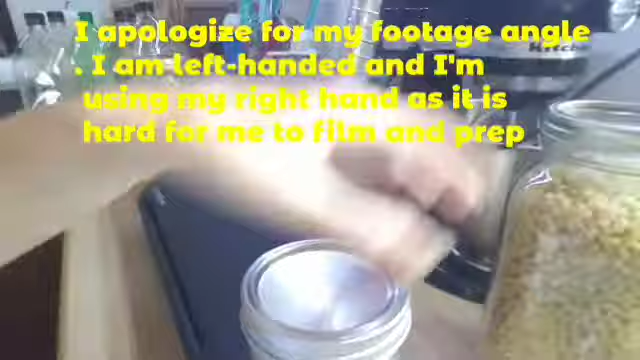 I apologize for my footage angle
. I am left-handed and I'm
using my right hand as it is
hard for me to film and prep